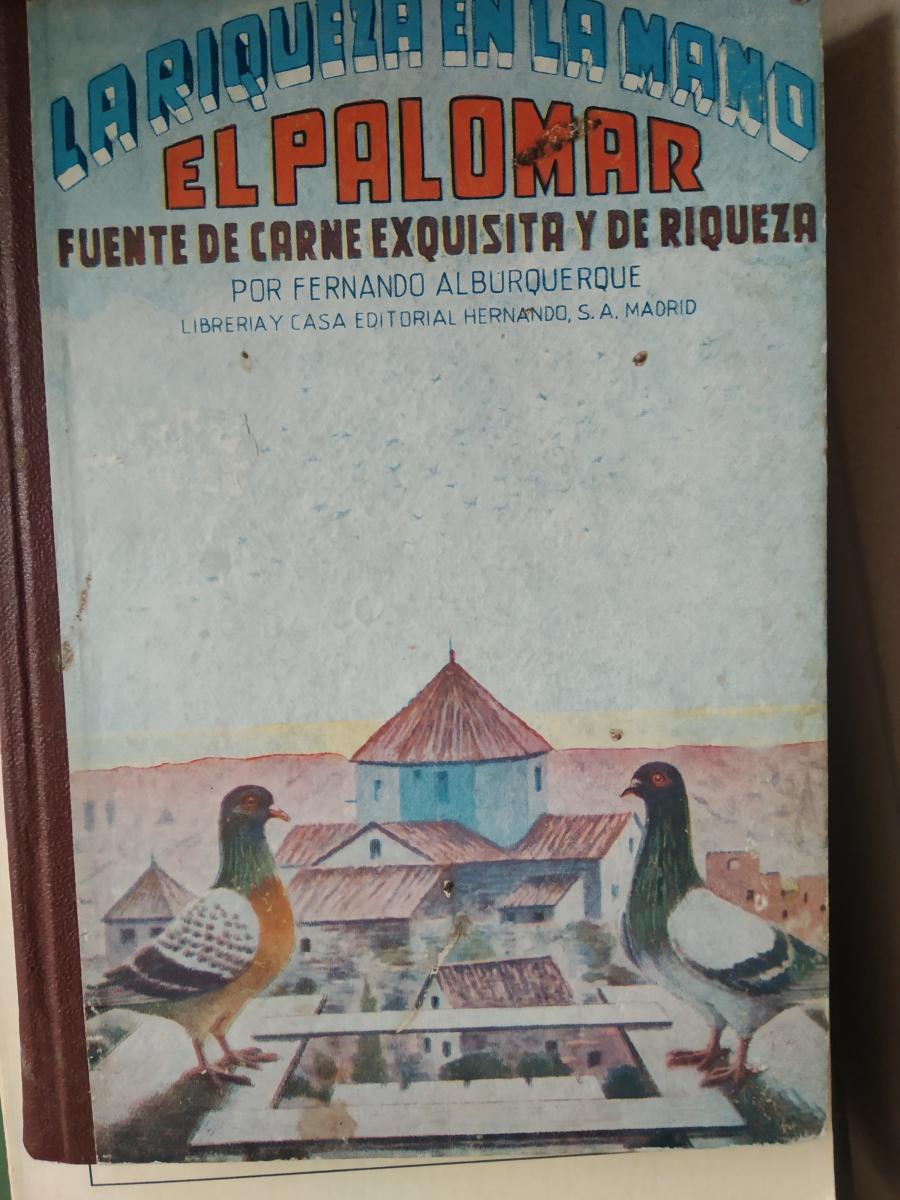 LA RIQUEZA EN LA MANO
EL PALOMAR
FUENTE DE CARNE EXQUISITA Y DE RIQUEZA
POR FERNANDO ALBURQUERQUE
LIBRERIA Y CASA EDITORIAL HERNANDO, S. A. MADRID